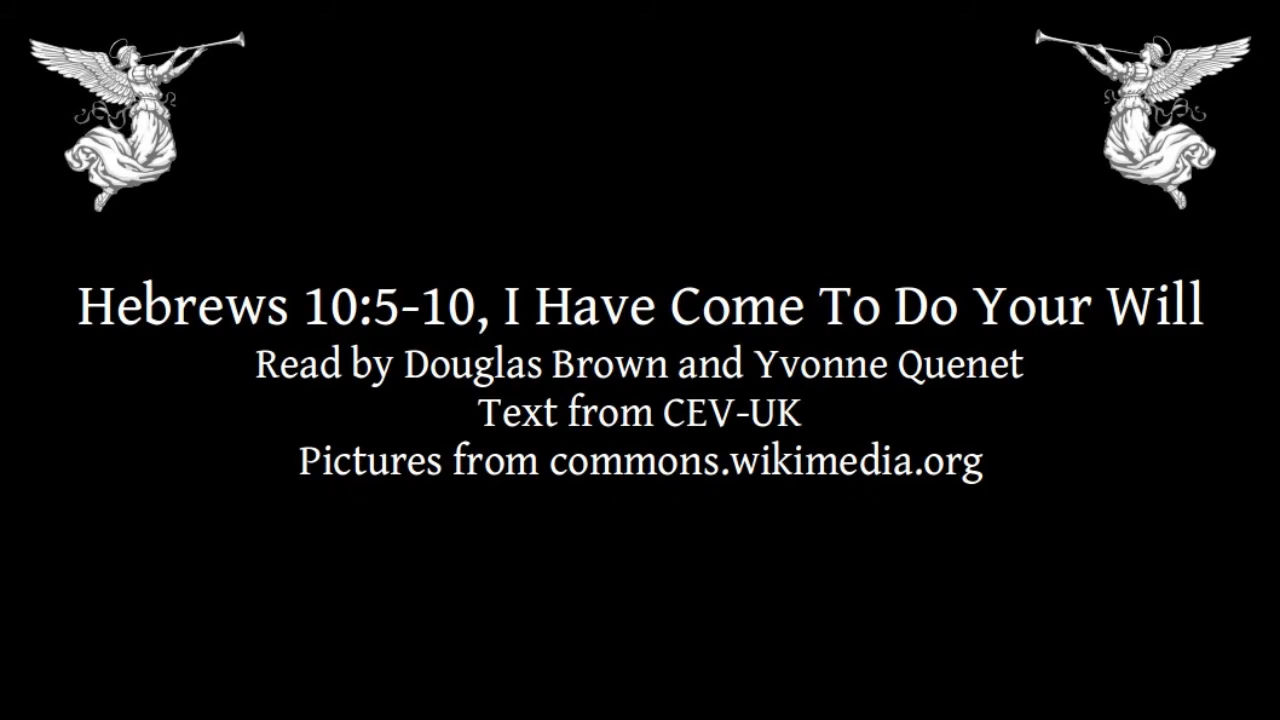 Hebrews 10:5-10, I Have Come To Do Your Will
Read by Douglas Brown and Yvonne Quenet
Text from CEV-UK
Pictures from commons.wikimedia.org